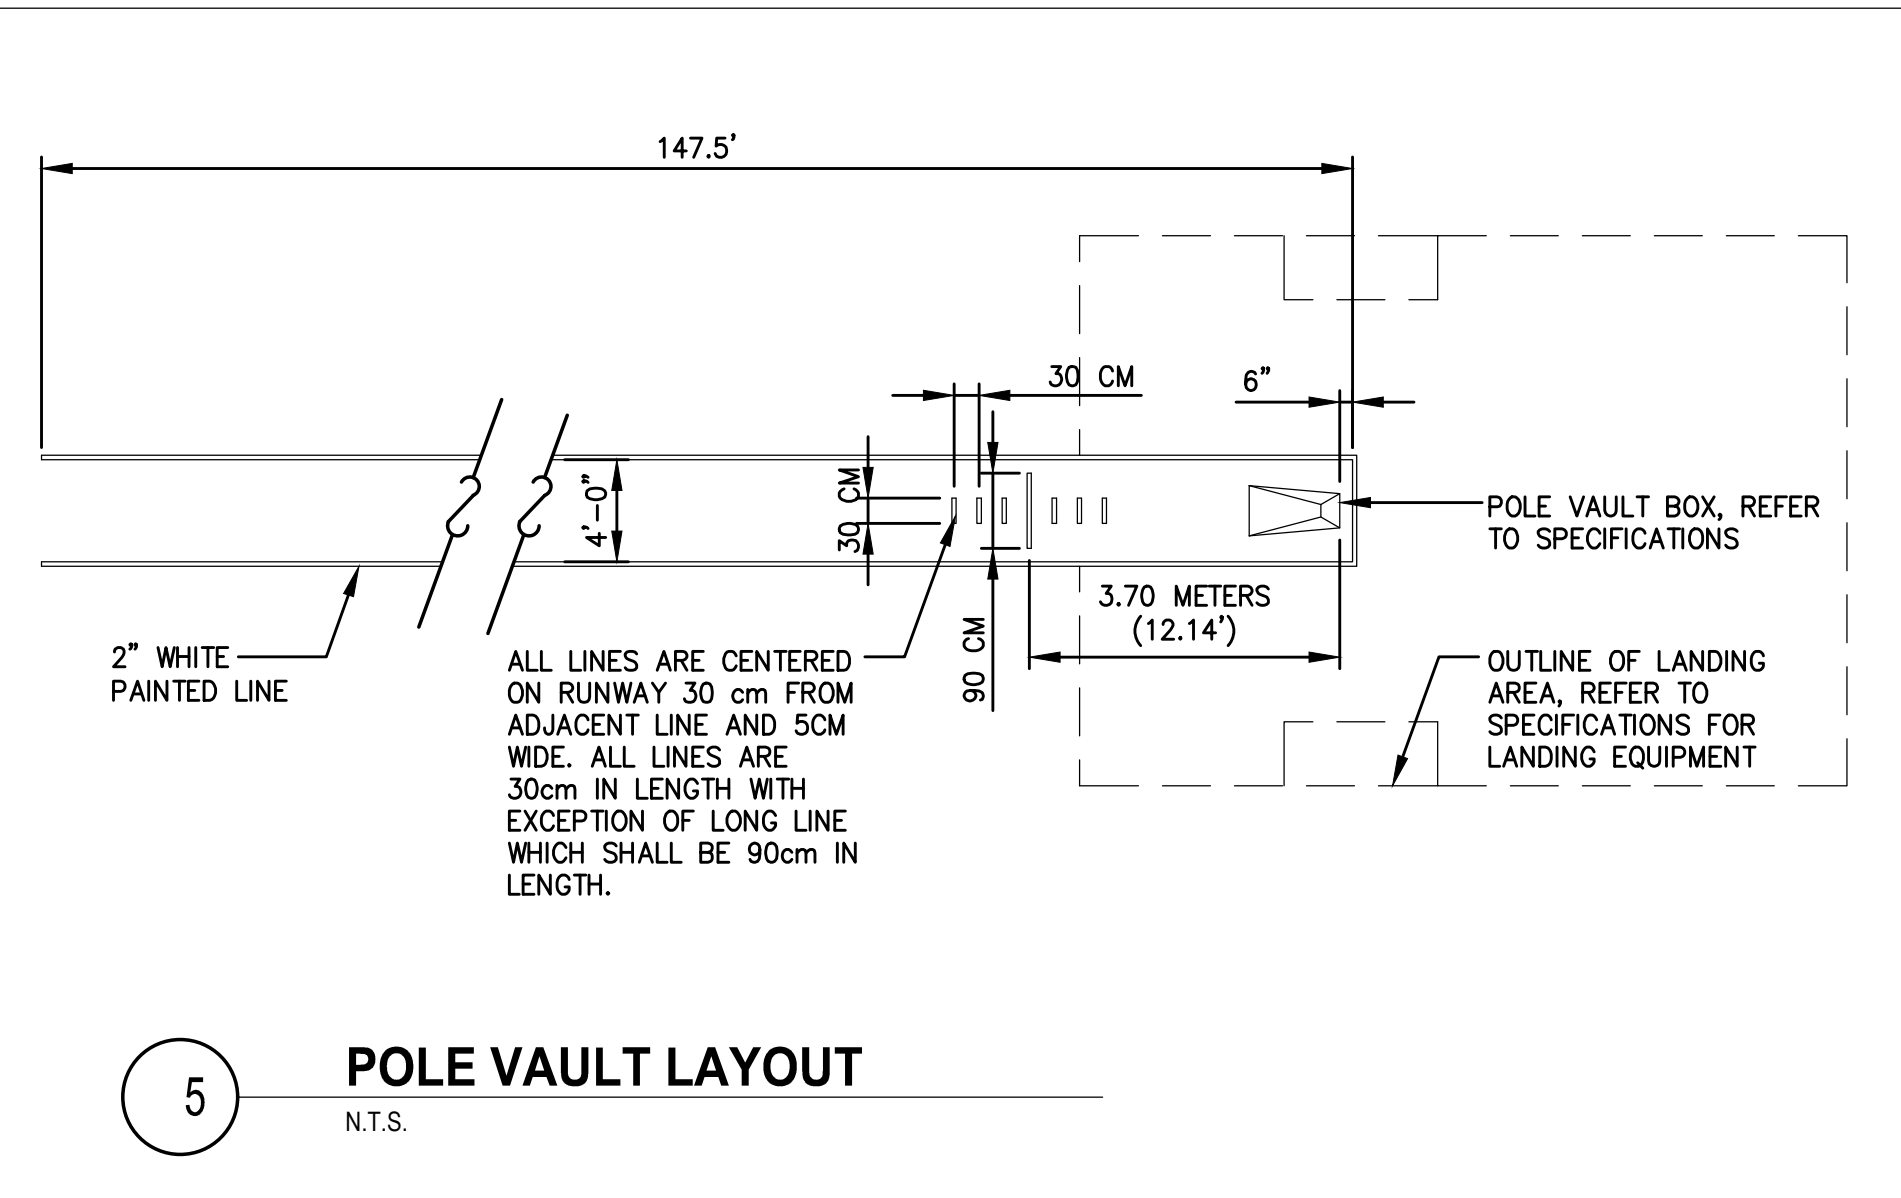 147.5’
30 CM
6”
30 CM
4’-0”
POLE VAULT BOX, REFER
TO SPECIFICATIONS
3.70 METERS
(12.14’)
90 CM
2” WHITE
PAINTED LINE
ALL LINES ARE CENTERED
ON RUNWAY 30 cm FROM
ADJACENT LINE AND 5CM
WIDE. ALL LINES ARE
30cm IN LENGTH WITH
EXCEPTION OF LONG LINE
WHICH SHALL BE 90cm IN
LENGTH.
OUTLINE OF LANDING
AREA, REFER TO
SPECIFICATIONS FOR
LANDING EQUIPMENT
5
POLE VAULT LAYOUT
N.T.S.